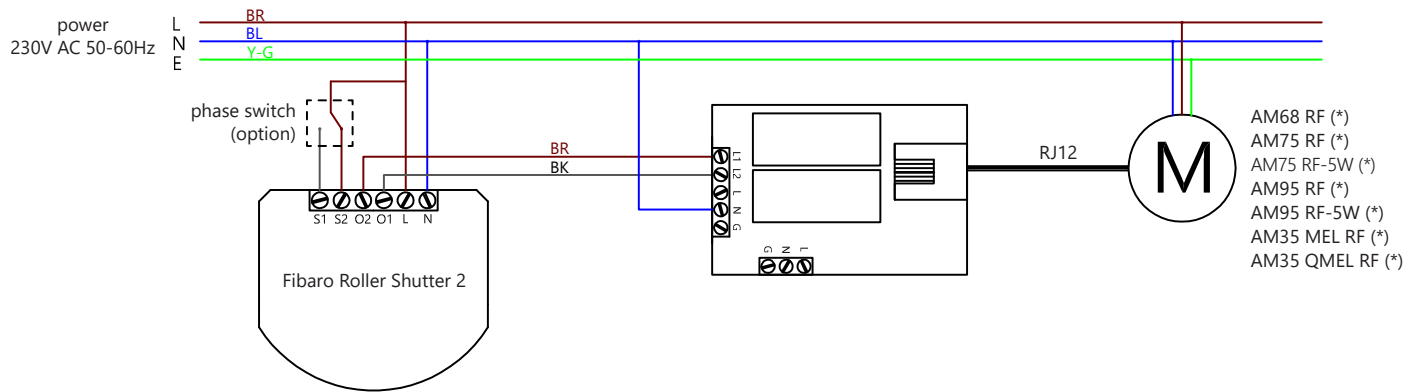 power
230V AC 50-60Hz
L
N
E
BR
BL
Y-G
phase switch
(option)
S1 S2 O2 O1 L N
Fibaro Roller Shutter 2
BR
BK
L1
L2
L
N
G
G N L
RJ12
M
AM68 RF (*)
AM75 RF (*)
AM75 RF-5W (*)
AM95 RF (*)
AM95 RF-5W (*)
AM35 MEL RF (*)
AM35 QMEL RF (*)